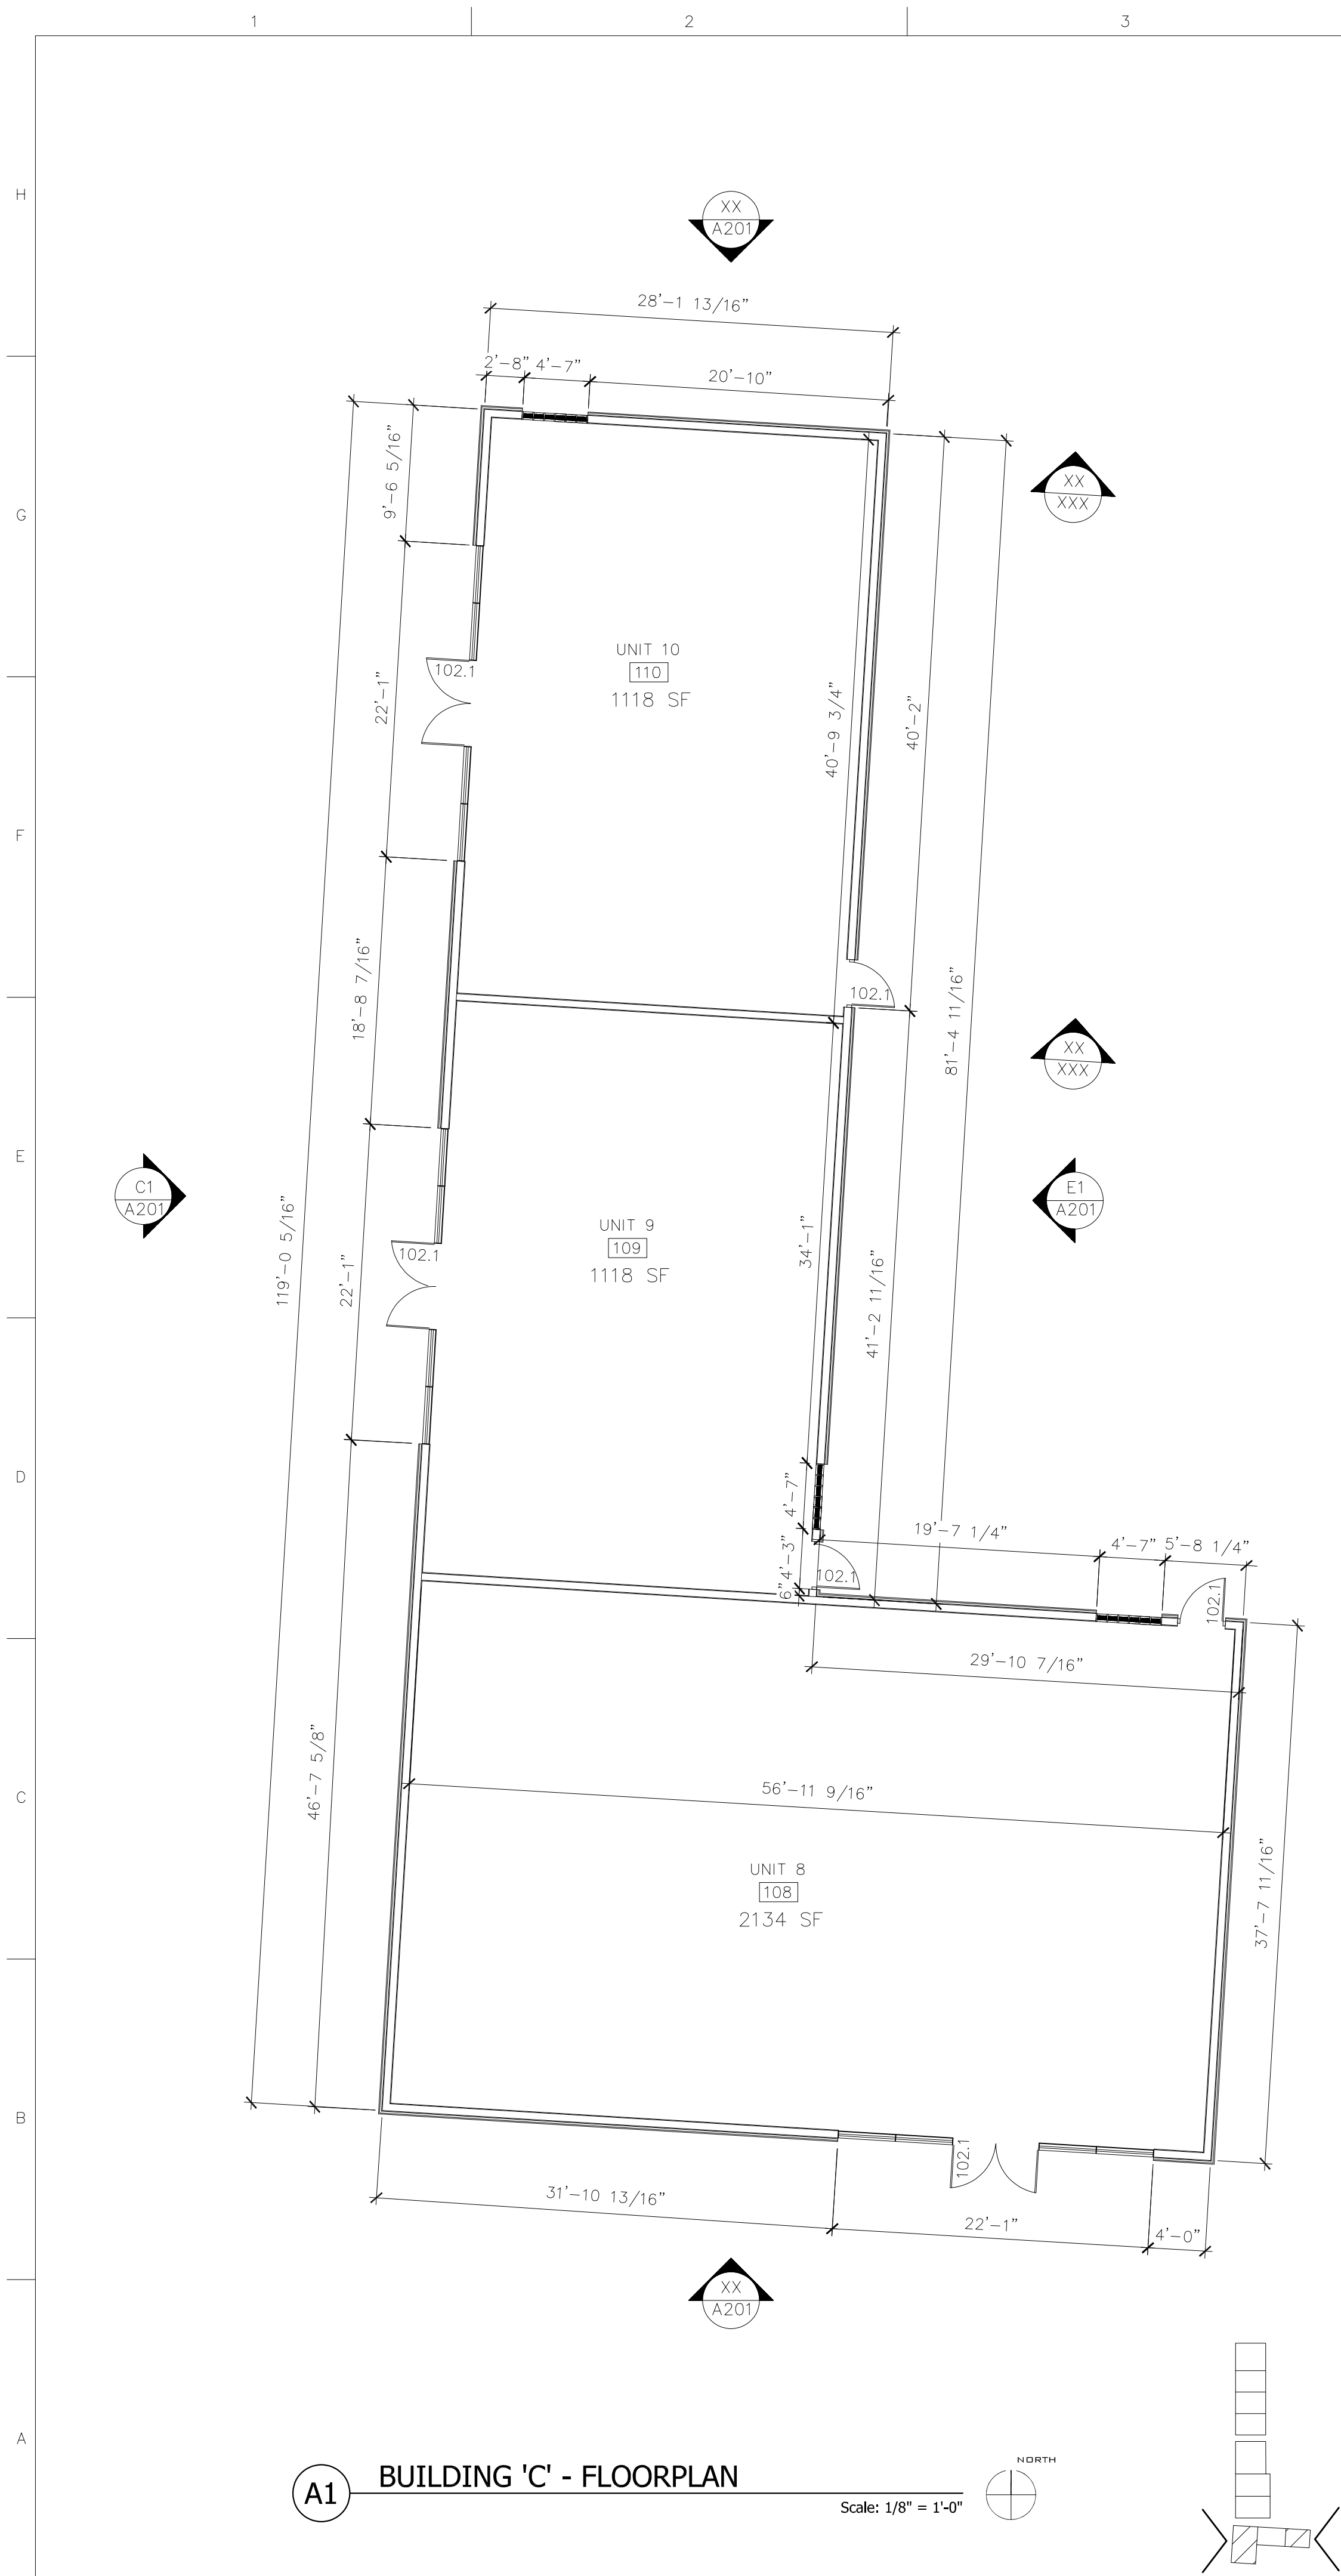 1
2
3
H
XX
A201
28'-1 13/16"
2'-8" 4'-7"
20'-10"
9'-6 5/16"
XX
XXX
G
UNIT 10
110
1118 SF
102.1
22'-1"
40'-9 3/4"
40'-2"
F
18'-8 7/16"
102.1
81'-4 11/16"
XX
XXX
E
C1
A201
E1
A201
119'-0 5/16"
UNIT 9
109
1118 SF
102.1
22'-1"
34'-1"
41'-2 11/16"
D
4'-7"
19'-7 1/4"
4'-7" 5'-8 1/4"
4'-3"
6"
102.1
102.1
29'-10 7/16"
46'-7 5/8"
C
56'-11 9/16"
UNIT 8
108
2134 SF
37'-7 11/16"
B
102.1
31'-10 13/16"
22'-1"
4'-0"
XX
A201
A
NORTH
A1
BUILDING 'C' - FLOORPLAN
Scale: 1/8" = 1'-0"